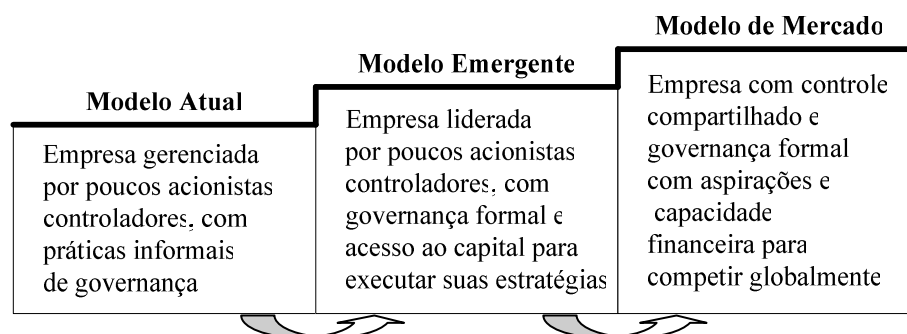 Modelo Atual
Empresa gerenciada
por poucos acionistas
controladores, com
práticas informais
de governança
Modelo Emergente
Empresa liderada
por poucos acionistas
controladores, com
governança formal e
acesso ao capital para
executar suas estratégias
Modelo de Mercado
Empresa com controle
compartilhado e
governança formal
com aspirações e
capacidade
financeira para
competir globalmente